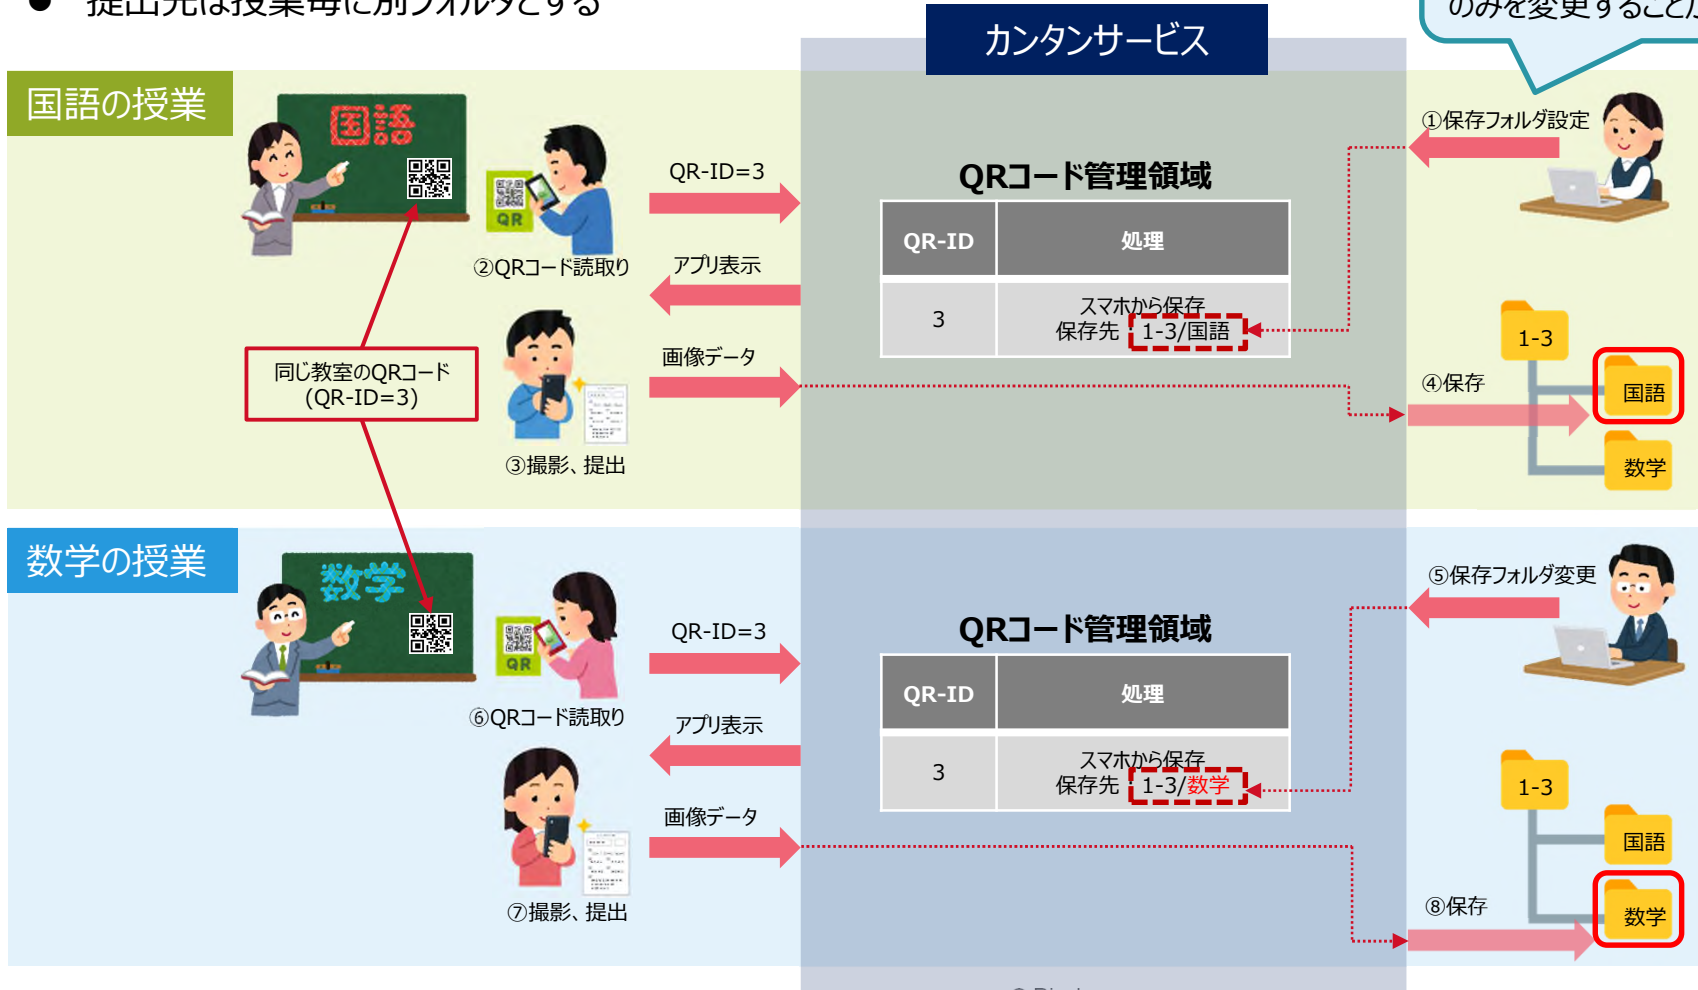 ● 提出先は授業毎に別フォルダとする
のみを変更することが
カンタンサービス
国語の授業
国語
QR
②QRコード読取り
③撮影、提出
同じ教室のQRコード
(QR-ID=3)
QR-ID=3
アプリ表示
画像データ
QRコード管理領域
QR-ID 処理
3 スマホから保存
保存先：1-3/国語
①保存フォルダ設定
④保存
1-3
国語
数学
数学の授業
数学
QR
⑥QRコード読取り
⑦撮影、提出
QR-ID=3
アプリ表示
画像データ
QRコード管理領域
QR-ID 処理
3 スマホから保存
保存先：1-3/数学
⑤保存フォルダ変更
⑧保存
1-3
国語
数学